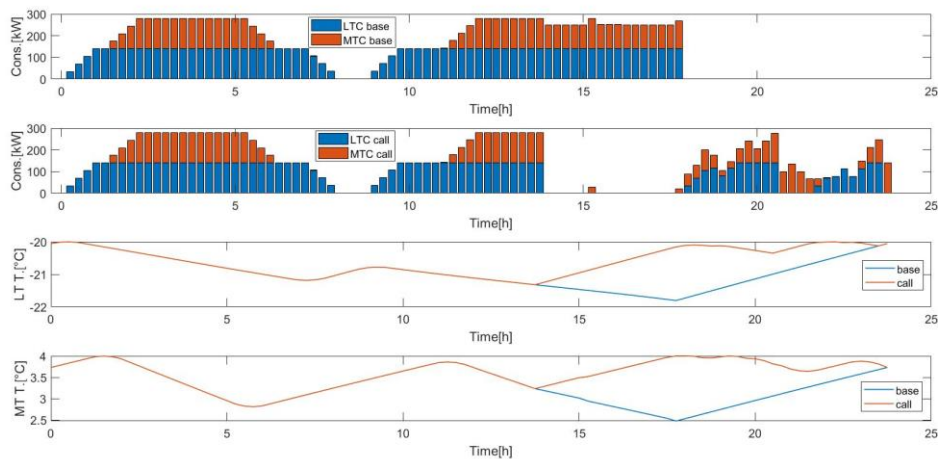 300
200
100
0
Cons.[kW]
LTC base
MTC base
0 5 10 15 20 25
Time[h]
300
200
100
0
Cons.[kW]
LTC call
MTC call
0 5 10 15 20 25
Time[h]
-20
-21
-22
LT T.[°C]
base
call
0 5 10 15 20 25
Time[h]
4
3.5
3
2.5
MT T.[°C]
base
call
0 5 10 15 20 25
Time[h]